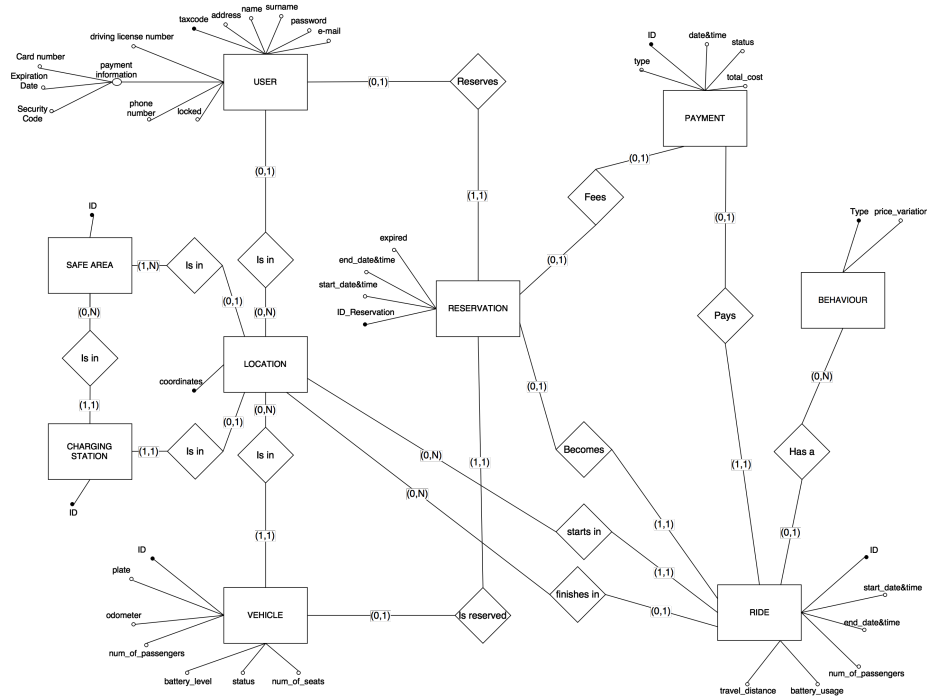 taxcode
address
name
surname
password
e-mail
driving license number
Card number
payment
information
Expiration
Date
Security
Code
phone
number
locked
USER
(0,1)
Reserves
ID
date&time
status
type
total_cost
PAYMENT
(0,1)
(0,1)
Fees
(1,1)
(0,1)
ID
Type
price_variation
SAFE AREA
(1,N)
Is in
Is in
expired
end_date&time
start_date&time
ID_Reservation
(0,1)
BEHAVIOUR
(0,1)
(0,N)
(0,N)
RESERVATION
Pays
Is in
LOCATION
coordinates
(0,1)
(0,N)
(1,1)
(0,1)
(0,N)
CHARGING
STATION
(1,1)
Is in
Is in
Becomes
Has a
(0,N)
(1,1)
(1,1)
(0,N)
ID
(1,1)
starts in
(1,1)
(0,1)
ID
plate
odometer
num_of_passengers
VEHICLE
(1,1)
finishes in
(0,1)
(0,1)
Is reserved
RIDE
ID
start_date&time
end_date&time
num_of_passengers
battery_level
status
num_of_seats
travel_distance
battery_usage